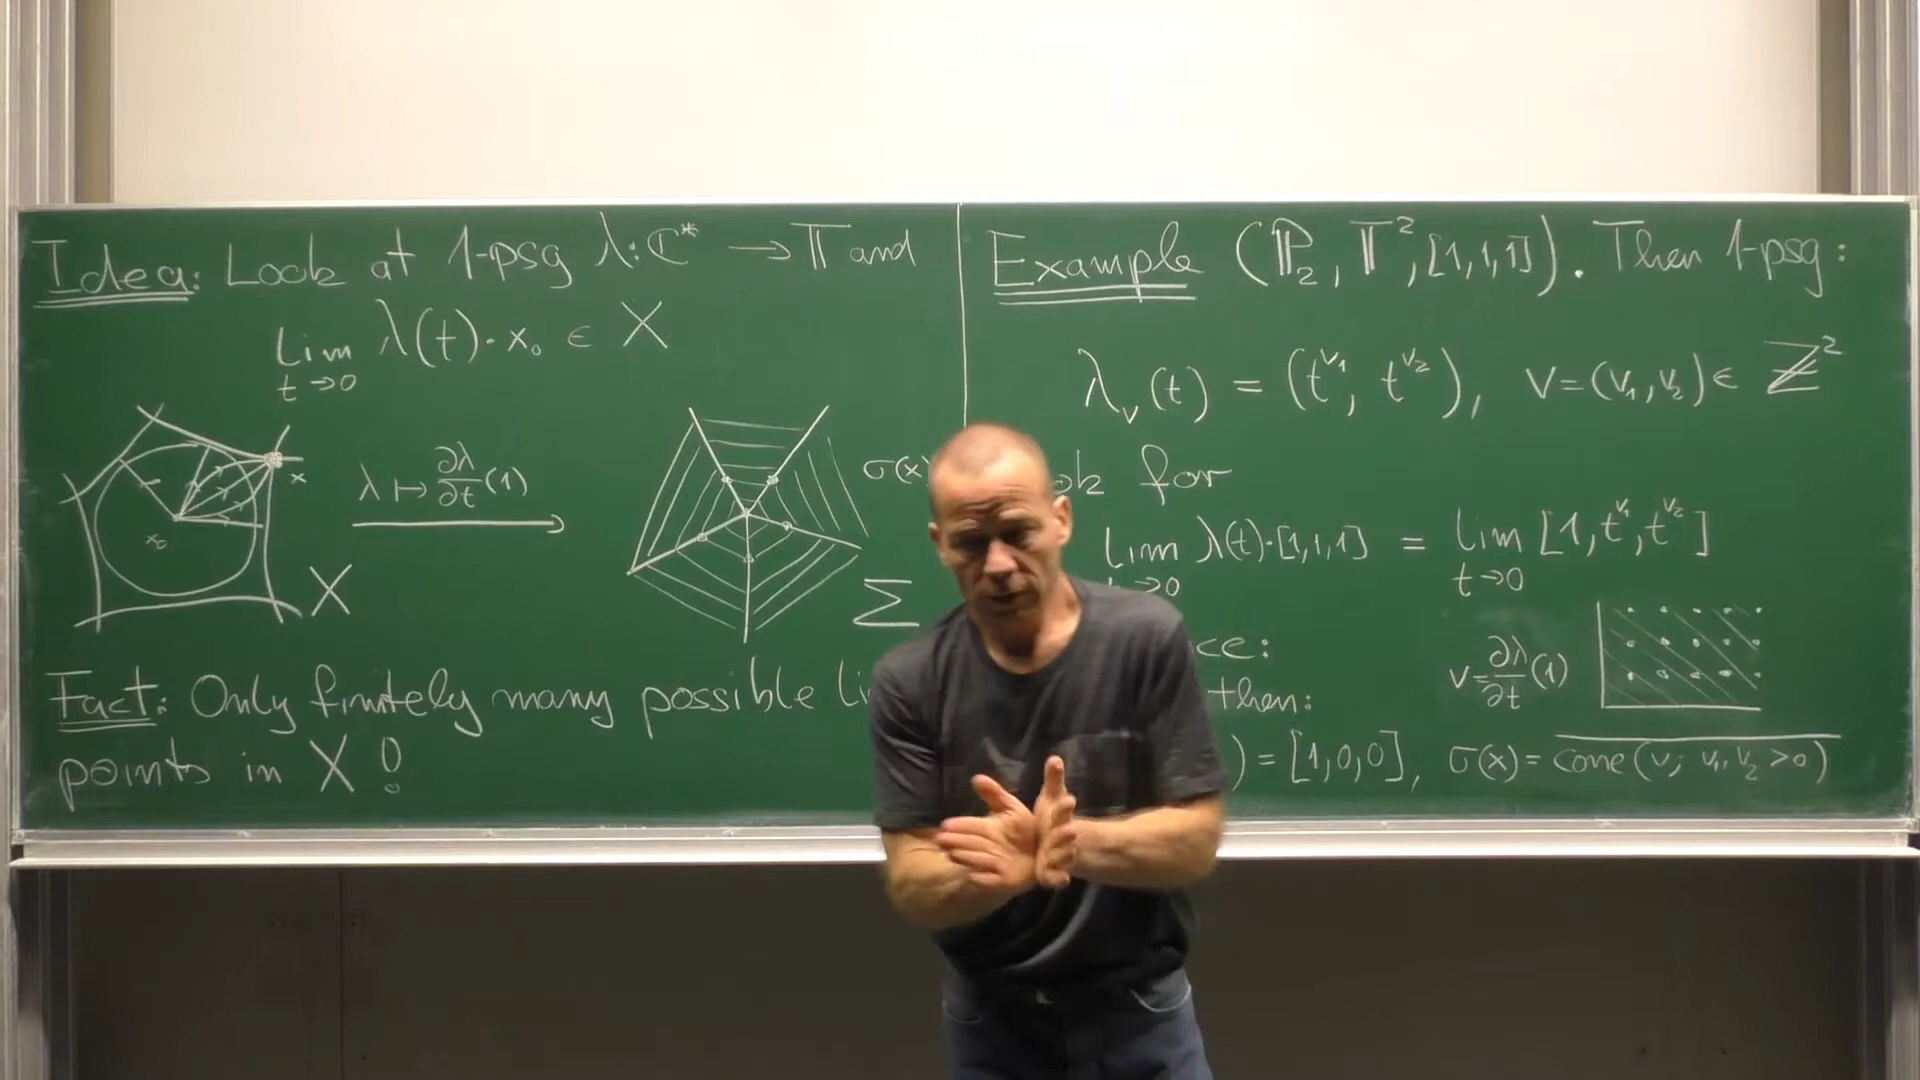 Idea: Look at 1-psg λ: ℂ* → 𝕋 and
lim λ(t)·x₀ ∈ X
t→0
λ ↦ ∂λ/∂t (1)
x₀
x
X
σ(x)
Σ
Fact: Only finitely many possible
points in X !
Example (ℙ₂, 𝕋², [1,1,1]). Then 1-psg:
λᵥ(t) = (t^v₁, t^v₂), v=(v₁,v₂) ∈ ℤ²
for
lim λ(t)·[1,1,1] = lim [1, t^v₁, t^v₂]
t→0 t→0
v = ∂λ/∂t (1)
then:
) = [1,0,0], σ(x) = cone(v; v₁,v₂ >0)